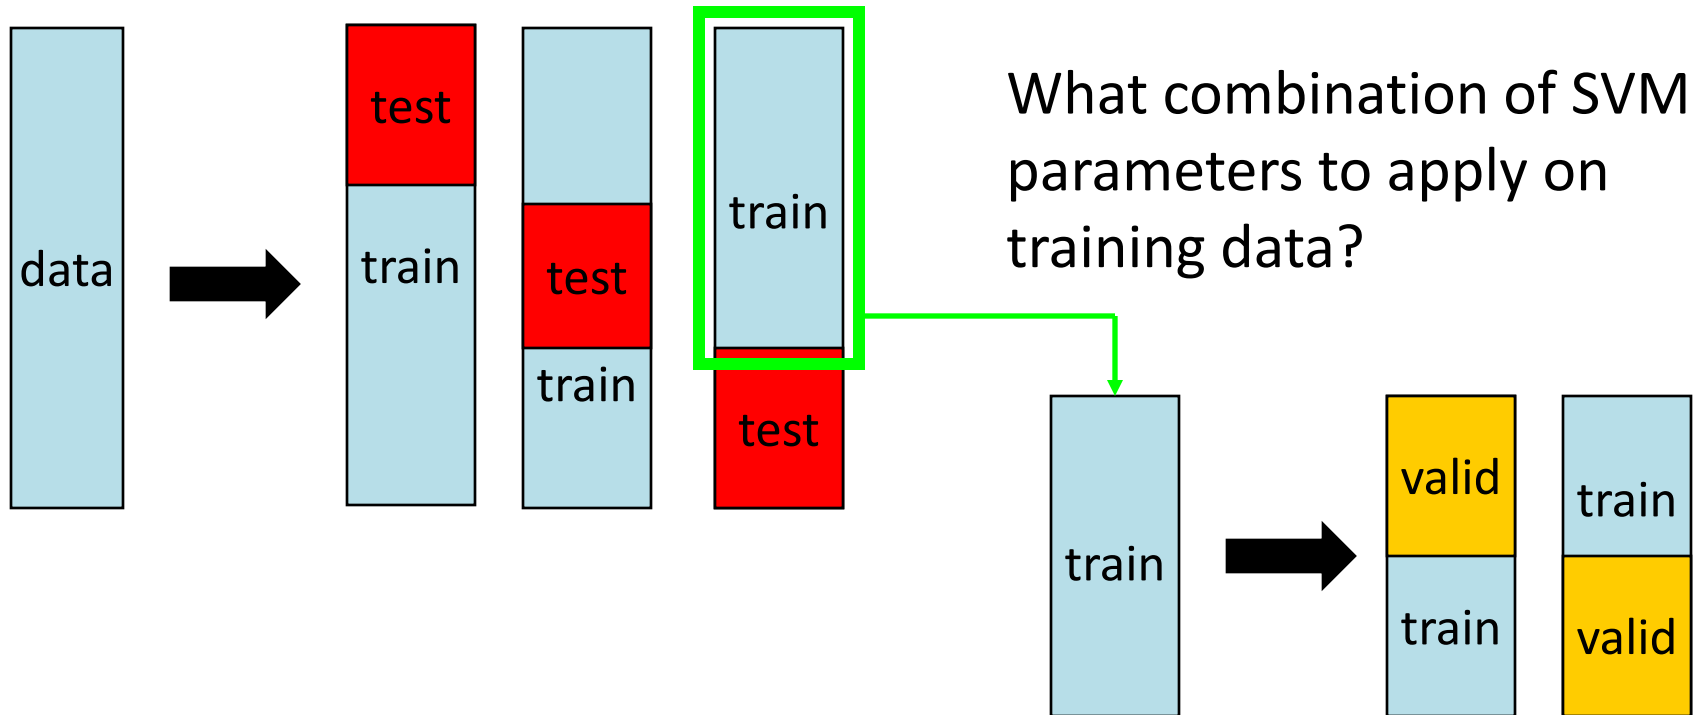 data
test
train
test
train
train
test
What combination of SVM
parameters to apply on
training data?
train
valid
train
train
valid